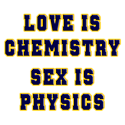 LOVE IS
CHEMISTRY
SEX IS
PHYSICS